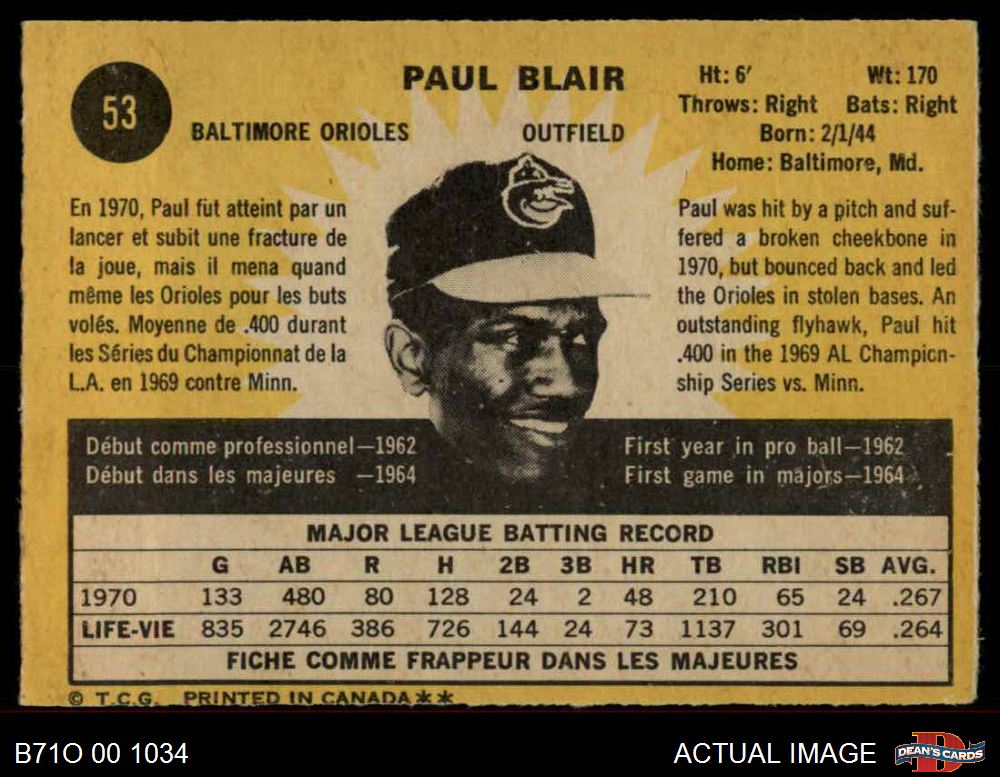 53
PAUL BLAIR
BALTIMORE ORIOLES OUTFIELD
Ht: 6' Wt: 170
Throws: Right Bats: Right
Born: 2/1/44
Home: Baltimore, Md.
En 1970, Paul fut atteint par un
lancer et subit une fracture de
la joue, mais il mena quand
même les Orioles pour les buts
volés. Moyenne de .400 durant
les Séries du Championnat de la
L.A. en 1969 contre Minn.
Paul was hit by a pitch and suf-
fered a broken cheekbone in
1970, but bounced back and led
the Orioles in stolen bases. An
outstanding flyhawk, Paul hit
.400 in the 1969 AL Champion-
ship Series vs. Minn.
Début comme professionnel—1962
Début dans les majeures —1964
First year in pro ball—1962
First game in majors—1964
MAJOR LEAGUE BATTING RECORD
G AB R H 2B 3B HR TB RBI SB AVG.
1970 133 480 80 128 24 2 48 210 65 24 .267
LIFE-VIE 835 2746 386 726 144 24 73 1137 301 69 .264
FICHE COMME FRAPPEUR DANS LES MAJEURES
© T.C.G. PRINTED IN CANADA**
B71O 00 1034
ACTUAL IMAGE
D
DEAN'S CARDS